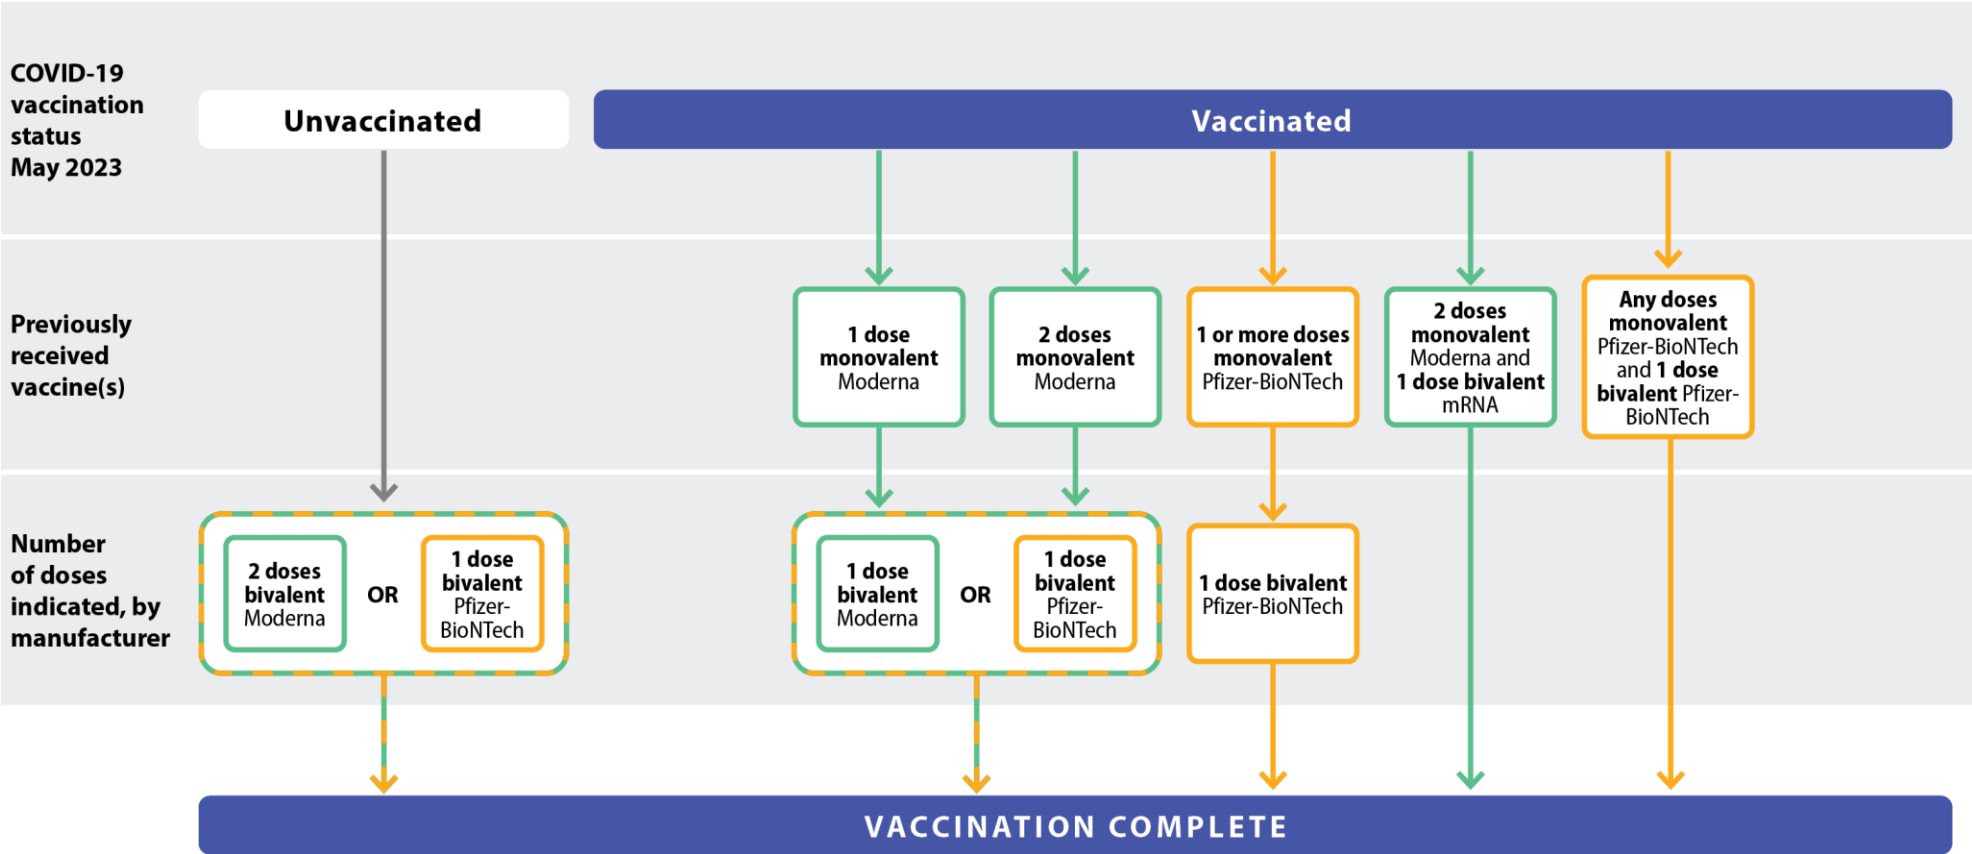 COVID-19
vaccination
status
May 2023
Unvaccinated
Vaccinated
Previously
received
vaccine(s)
1 dose
monovalent
Moderna
2 doses
monovalent
Moderna
1 or more doses
monovalent
Pfizer-BioNTech
2 doses
monovalent
Moderna and
1 dose bivalent
mRNA
Any doses
monovalent
Pfizer-BioNTech
and 1 dose
bivalent Pfizer-
BioNTech
Number
of doses
indicated, by
manufacturer
2 doses
bivalent
Moderna
OR
1 dose
bivalent
Pfizer-
BioNTech
1 dose
bivalent
Moderna
OR
1 dose
bivalent
Pfizer-
BioNTech
1 dose bivalent
Pfizer-BioNTech
VACCINATION COMPLETE